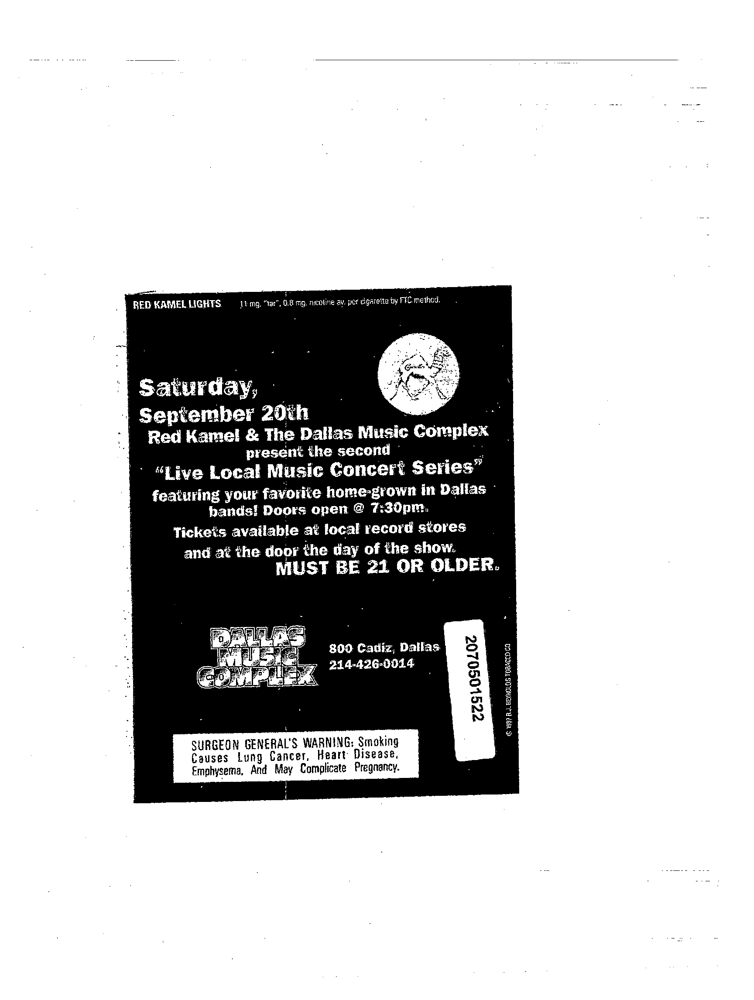 RED KAMEL LIGHTS 11 mg. "tar", 0.8 mg. nicotine av. per cigarette by FTC method.
Saturday,
September 20th
Red Kamel & The Dallas Music Complex
present the second
"Live Local Music Concert Series"
featuring your favorite home-grown in Dallas
bands! Doors open @ 7:30pm.
Tickets available at local record stores
and at the door the day of the show.
MUST BE 21 OR OLDER.
DALLAS
MUSIC
COMPLEX
800 Cadiz, Dallas
214-426-0014
2070501522
© 1997 R.J. REYNOLDS TOBACCO CO.
SURGEON GENERAL'S WARNING: Smoking
Causes Lung Cancer, Heart Disease,
Emphysema, And May Complicate Pregnancy.